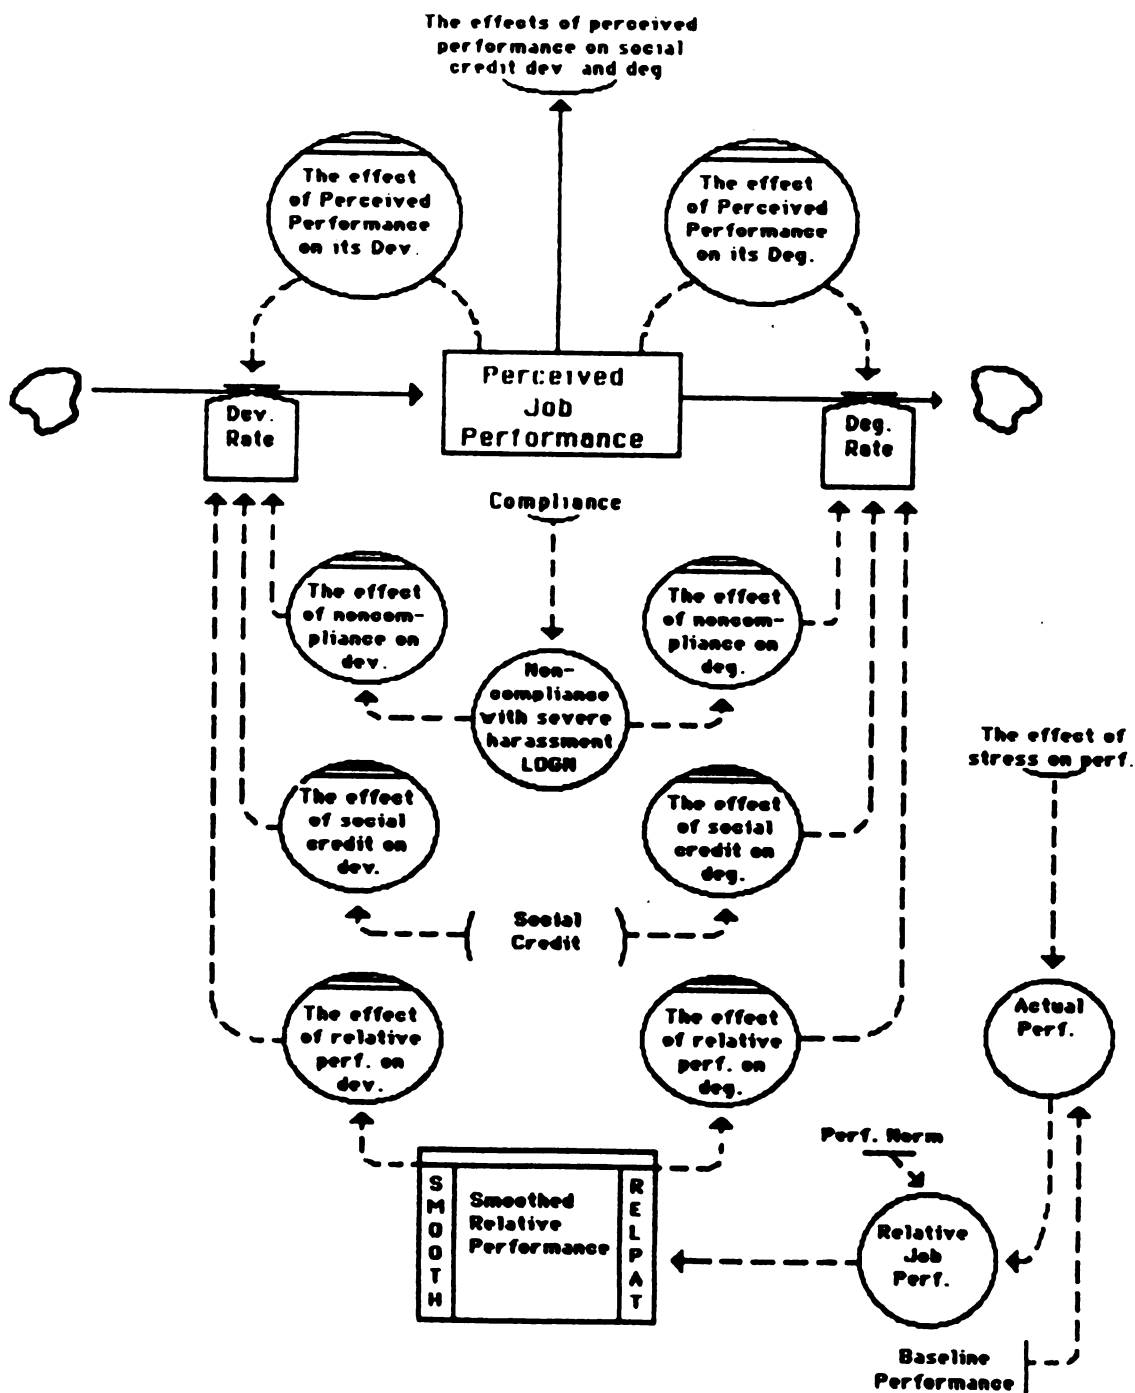 The effects of perceived
performance on social
credit dev and deg
The effect
of Perceived
Performance
on its Dev.
The effect
of Perceived
Performance
on its Deg.
Perceived
Job
Performance
Dev.
Rate
Deg.
Rate
Compliance
The effect
of noncom-
pliance on
dev.
The effect
of noncom-
pliance on
deg.
Non-
compliance
with severe
harassment
LOGN
The effect of
stress on perf.
The effect
of social
credit on
dev.
The effect
of social
credit on
deg.
Social
Credit
The effect
of relative
perf. on
dev.
The effect
of relative
perf. on
deg.
Actual
Perf.
Perf. Norm
SMOOTH
Smoothed
Relative
Performance
RELPAT
Relative
Job
Perf.
Baseline
Performance